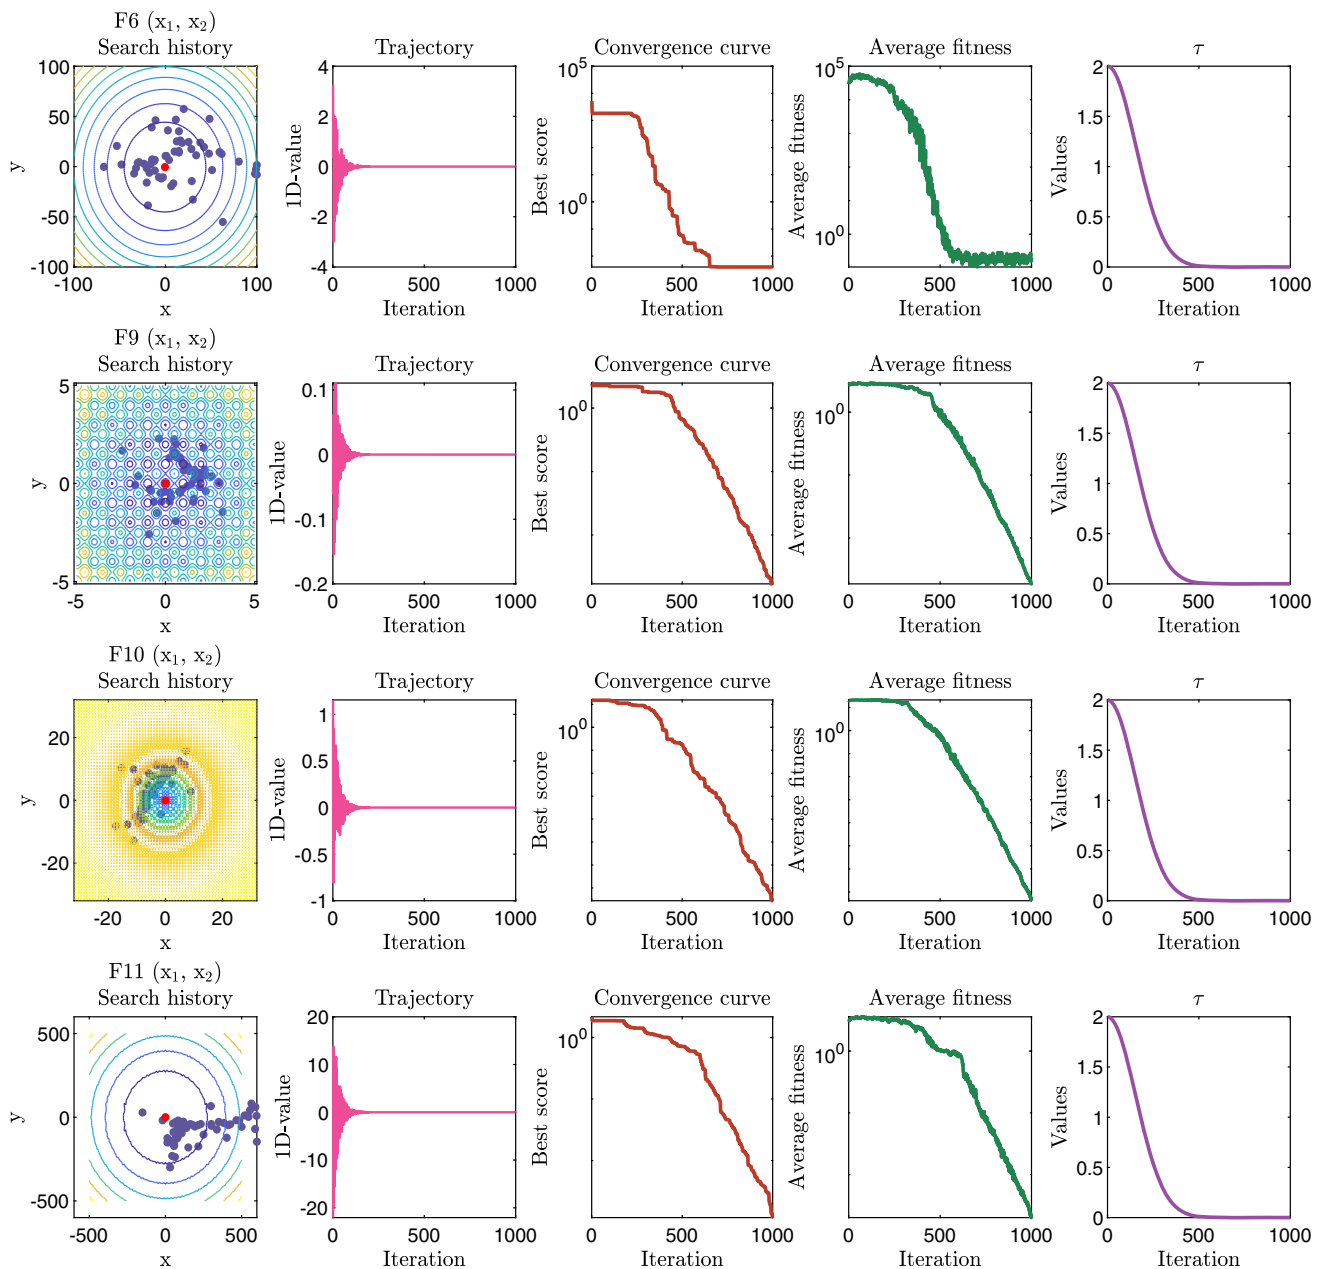 F6 (x1, x2)
Search history Trajectory Convergence curve Average fitness τ
100 4 10^5 10^5 2
50 2 1.5
y 0 1D-value 0 Best score 10^0 Average fitness Values 1
-50 -2 10^0 0.5
-100 -4 0
-100 0 100 0 500 1000 0 500 1000 0 500 1000 0 500 1000
x Iteration Iteration Iteration Iteration
F9 (x1, x2)
Search history Trajectory Convergence curve Average fitness τ
5 0.1 10^0 10^0 2
1.5
y 0 1D-value 0 Best score Average fitness Values 1
-0.1 0.5
-5 -0.2 0
-5 0 5 0 500 1000 0 500 1000 0 500 1000 0 500 1000
x Iteration Iteration Iteration Iteration
F10 (x1, x2)
Search history Trajectory Convergence curve Average fitness τ
20 1 10^0 10^0 2
0.5 1.5
y 0 1D-value 0 Best score Average fitness Values 1
-20 -0.5 0.5
-1 0
-20 0 20 0 500 1000 0 500 1000 0 500 1000 0 500 1000
x Iteration Iteration Iteration Iteration
F11 (x1, x2)
Search history Trajectory Convergence curve Average fitness τ
500 20 10^0 10^0 2
10 1.5
y 0 1D-value 0 Best score Average fitness Values 1
-10 0.5
-500 -20 0
-500 0 500 0 500 1000 0 500 1000 0 500 1000 0 500 1000
x Iteration Iteration Iteration Iteration